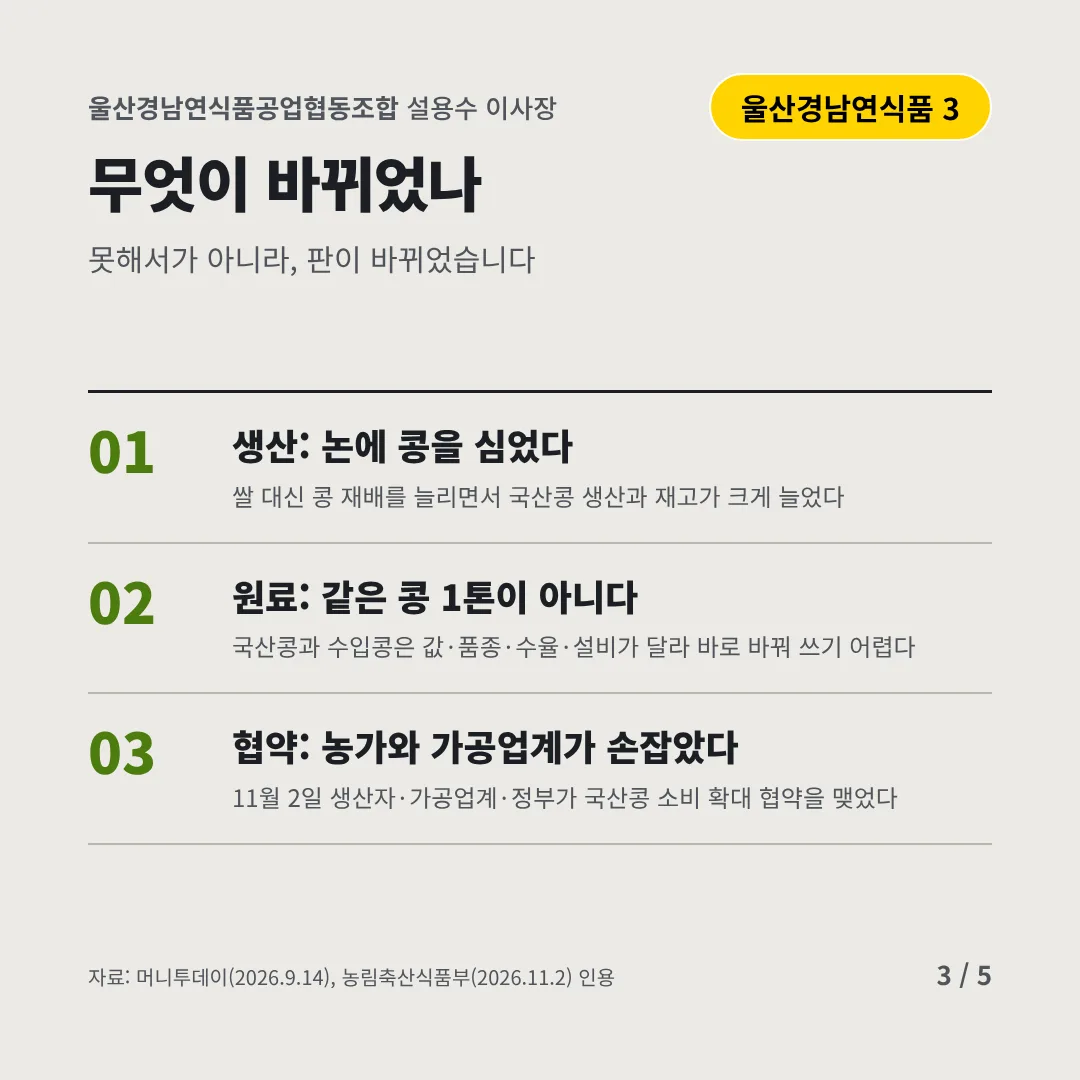 울산경남연식품공업협동조합 설용수 이사장
울산경남연식품 3
무엇이 바뀌었나
못해서가 아니라, 판이 바뀌었습니다
01
생산: 논에 콩을 심었다
쌀 대신 콩 재배를 늘리면서 국산콩 생산과 재고가 크게 늘었다
02
원료: 같은 콩 1톤이 아니다
국산콩과 수입콩은 값·품종·수율·설비가 달라 바로 바꿔 쓰기 어렵다
03
협약: 농가와 가공업계가 손잡았다
11월 2일 생산자·가공업계·정부가 국산콩 소비 확대 협약을 맺었다
자료: 머니투데이(2026.9.14), 농림축산식품부(2026.11.2) 인용
3 / 5